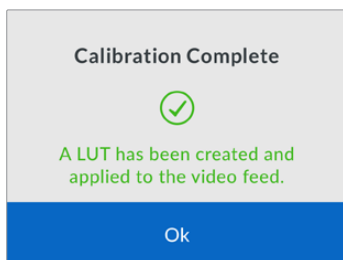 Calibration Complete
A LUT has been created and
applied to the video feed.
Ok